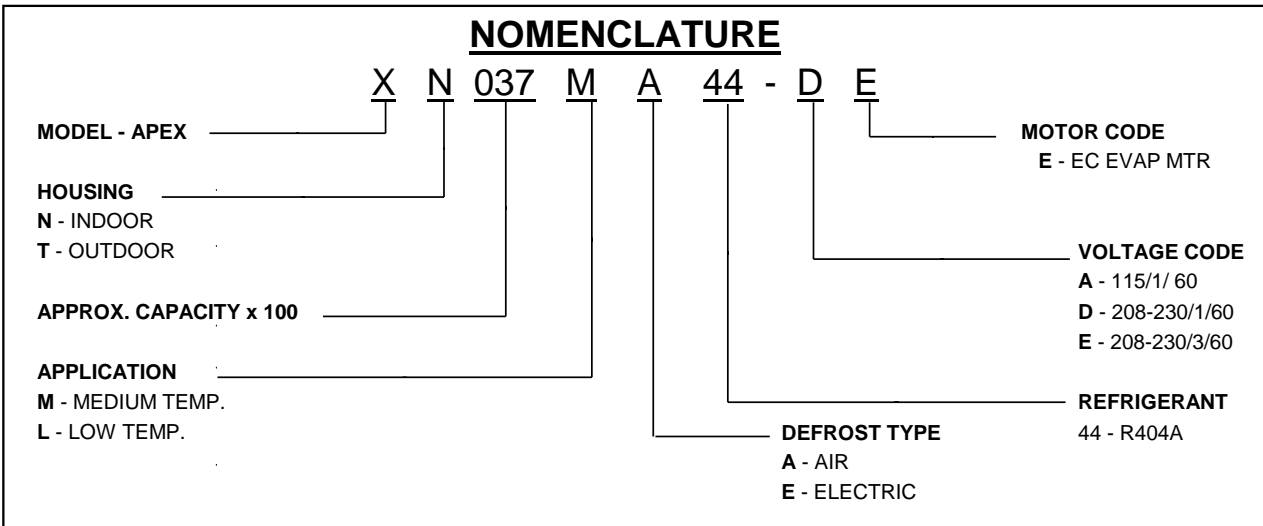 NOMENCLATURE
X N 037 M A 44 - D E
MODEL - APEX
HOUSING
N - INDOOR
T - OUTDOOR
APPROX. CAPACITY x 100
APPLICATION
M - MEDIUM TEMP.
L - LOW TEMP.
DEFROST TYPE
A - AIR
E - ELECTRIC
MOTOR CODE
E - EC EVAP MTR
VOLTAGE CODE
A - 115/1/ 60
D - 208-230/1/60
E - 208-230/3/60
REFRIGERANT
44 - R404A